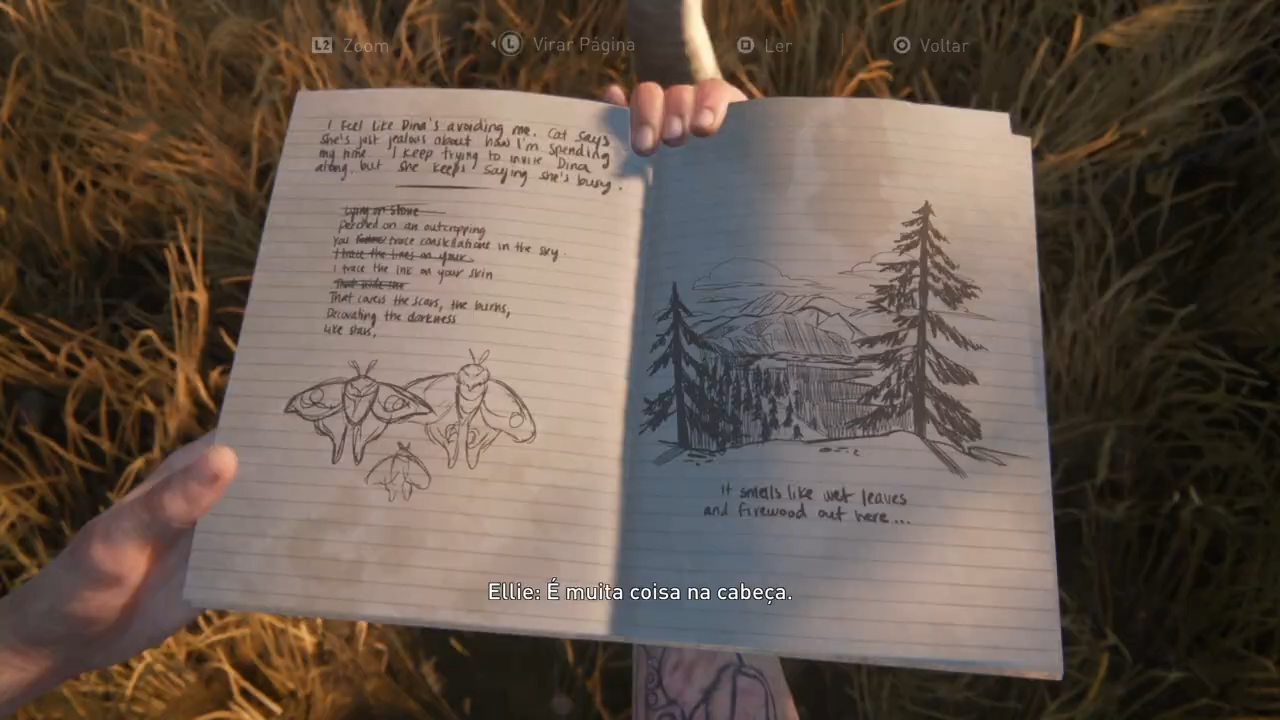 L2 Zoom
L Virar Página
Ler
Voltar
I feel like Dina's avoiding me. Cat says
she's just jealous about how I'm spending
my time. I keep trying to invite Dina
along, but she keeps saying she's busy.
Lying on stone
Perched on an outcropping
you trace constellations in the sky.
I trace the lines on your
I trace the ink on your skin
That
That covers the scars, the burns,
Decorating the darkness
Like stars,
It smells like wet leaves
and firewood out here...
Ellie: É muita coisa na cabeça.